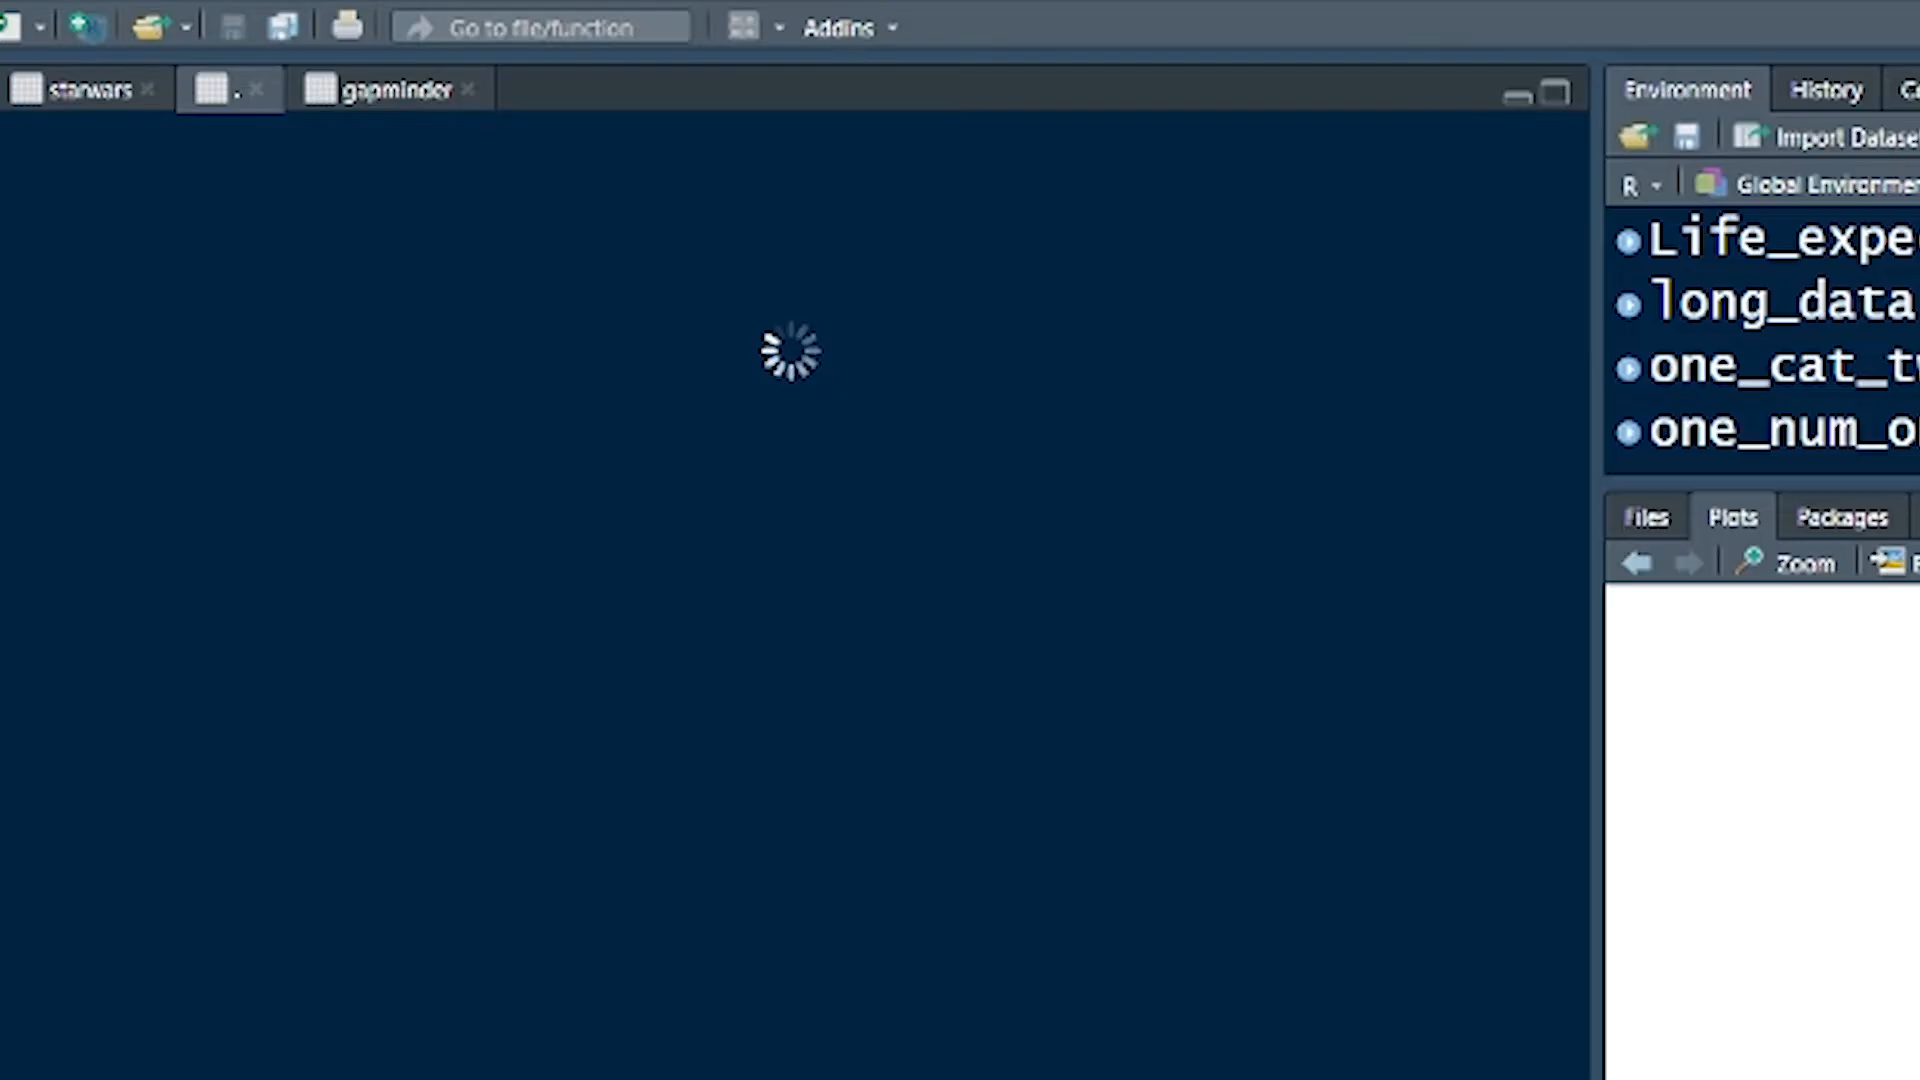 Go to file/function
Addins
starwars
.
gapminder
Environment
History
Import Datase
R
Global Environme
Life_expe
long_data
one_cat_t
one_num_o
Files
Plots
Packages
Zoom